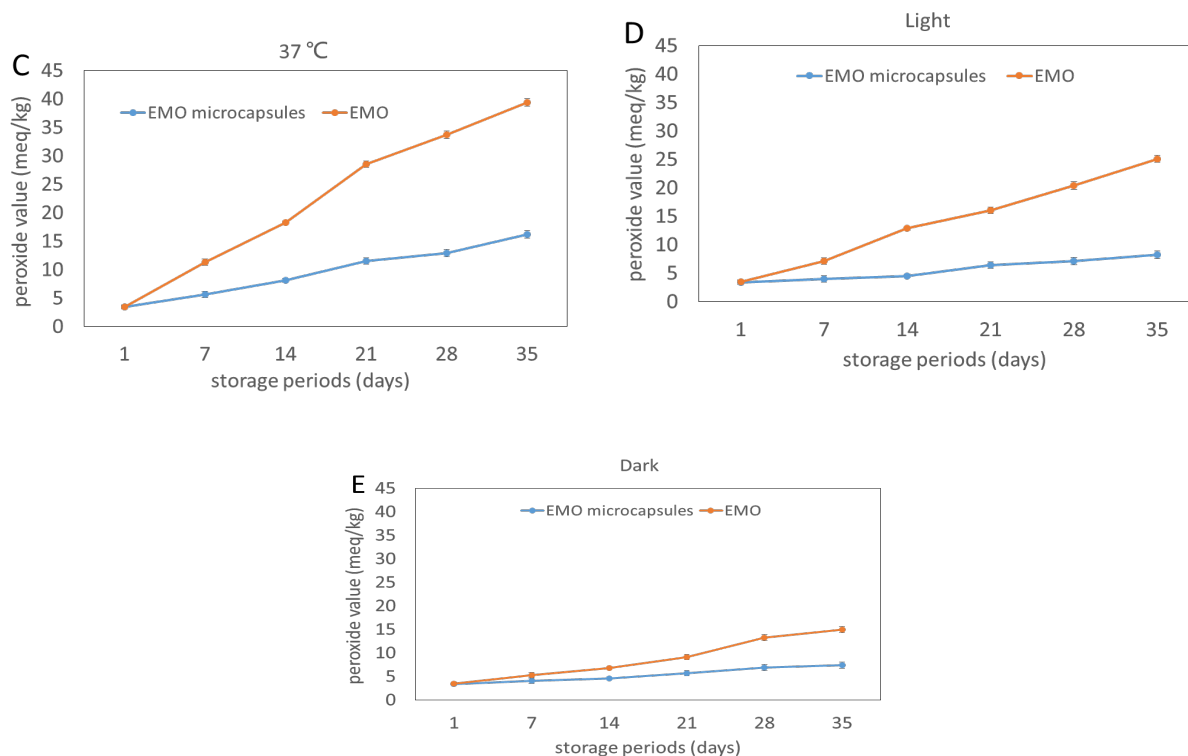 C
37 ℃
45
40
35
30
25
20
15
10
5
0
peroxide value (meq/kg)
EMO microcapsules EMO
1 7 14 21 28 35
storage periods (days)
D
Light
45
40
35
30
25
20
15
10
5
0
peroxide value (meq/kg)
EMO microcapsules EMO
1 7 14 21 28 35
storage periods (days)
E
Dark
45
40
35
30
25
20
15
10
5
0
peroxide value (meq/kg)
EMO microcapsules EMO
1 7 14 21 28 35
storage periods (days)